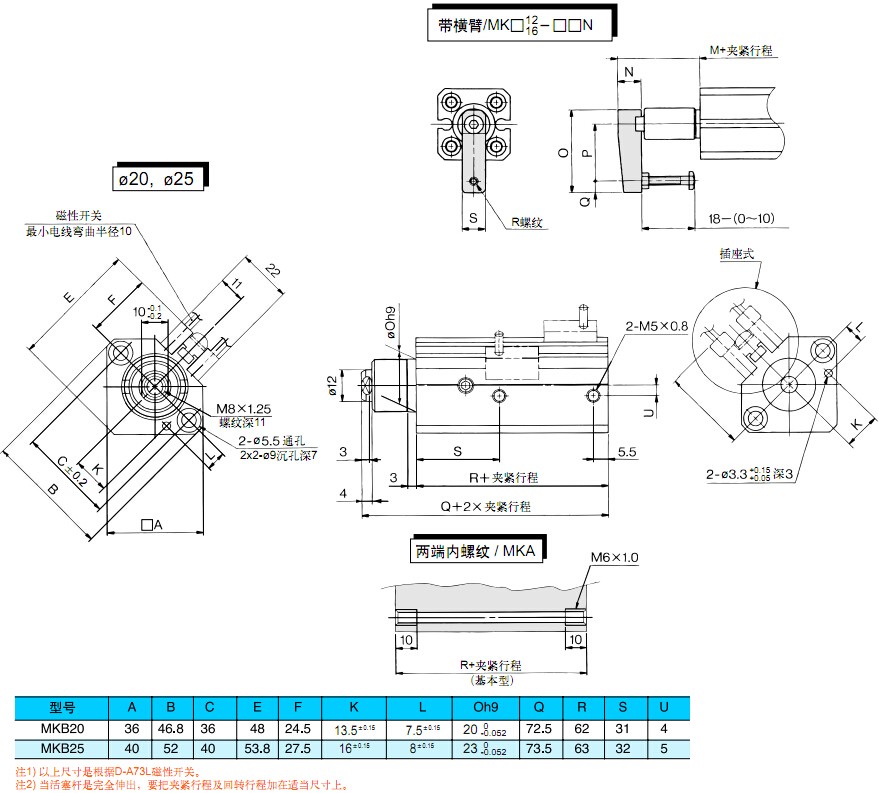 带横臂/MK□12/16-□□N
M+夹紧行程
N
O
P
Q
S
R螺纹
18-(0～10)
ø20, ø25
磁性开关
最小电线弯曲半径10
E
F
22
11
10 -0.1 -0.2
M8×1.25
螺纹深11
2-ø5.5通孔
2x2-ø9沉孔深7
C±0.2
K
L
B
□A
øOh9
ø12
2-M5×0.8
U
3
S
5.5
3
R+夹紧行程
4
Q+2×夹紧行程
插座式
L
K
2-ø3.3 +0.15 +0.05 深3
两端内螺纹/MKA
M6×1.0
10
10
R+夹紧行程
(基本型)
型号 A B C E F K L Oh9 Q R S U
MKB20 36 46.8 36 48 24.5 13.5±0.15 7.5±0.15 20 0 -0.052 72.5 62 31 4
MKB25 40 52 40 53.8 27.5 16±0.15 8±0.15 23 0 -0.052 73.5 63 32 5
注1) 以上尺寸是根据D-A73L磁性开关。
注2) 当活塞杆是完全伸出，要把夹紧行程及回转行程加在适当尺寸上。